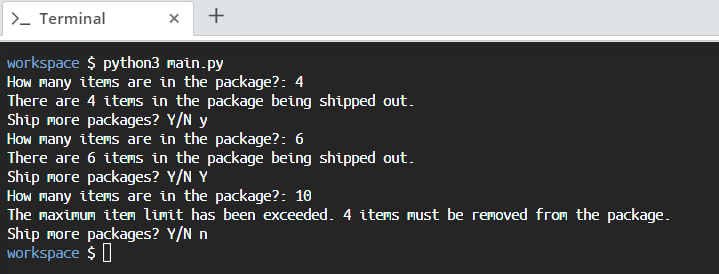 Terminal
workspace $ python3 main.py
How many items are in the package?: 4
There are 4 items in the package being shipped out.
Ship more packages? Y/N y
How many items are in the package?: 6
There are 6 items in the package being shipped out.
Ship more packages? Y/N Y
How many items are in the package?: 10
The maximum item limit has been exceeded. 4 items must be removed from the package.
Ship more packages? Y/N n
workspace $